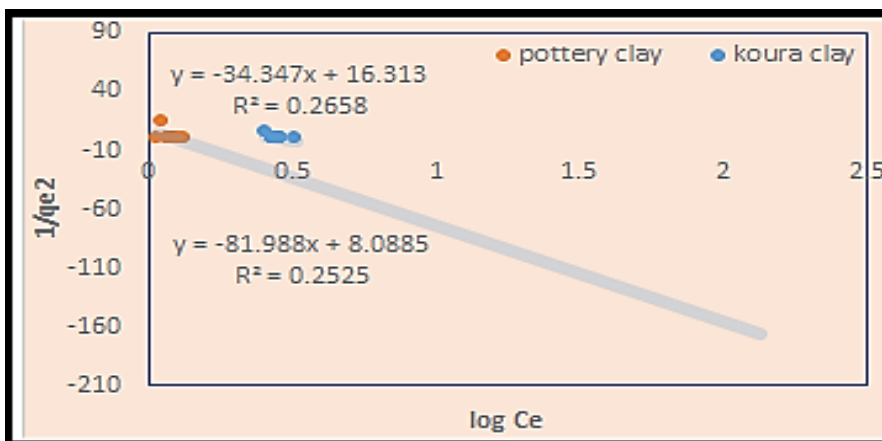 90
pottery clay koura clay
y = -34.347x + 16.313
R² = 0.2658
40
-10
0 0.5 1 1.5 2 2.5
-60
y = -81.988x + 8.0885
R² = 0.2525
-110
-160
-210
1/qe2
log Ce